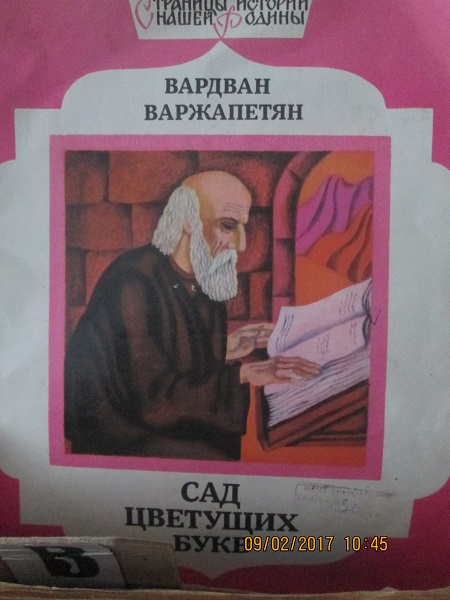 СТРАНИЦЫ ИСТОРИИ
НАШЕЙ РОДИНЫ
ВАРДВАН
ВАРЖАПЕТЯН
САД
ЦВЕТУЩИХ
БУКВ
09/02/2017 10:45
В